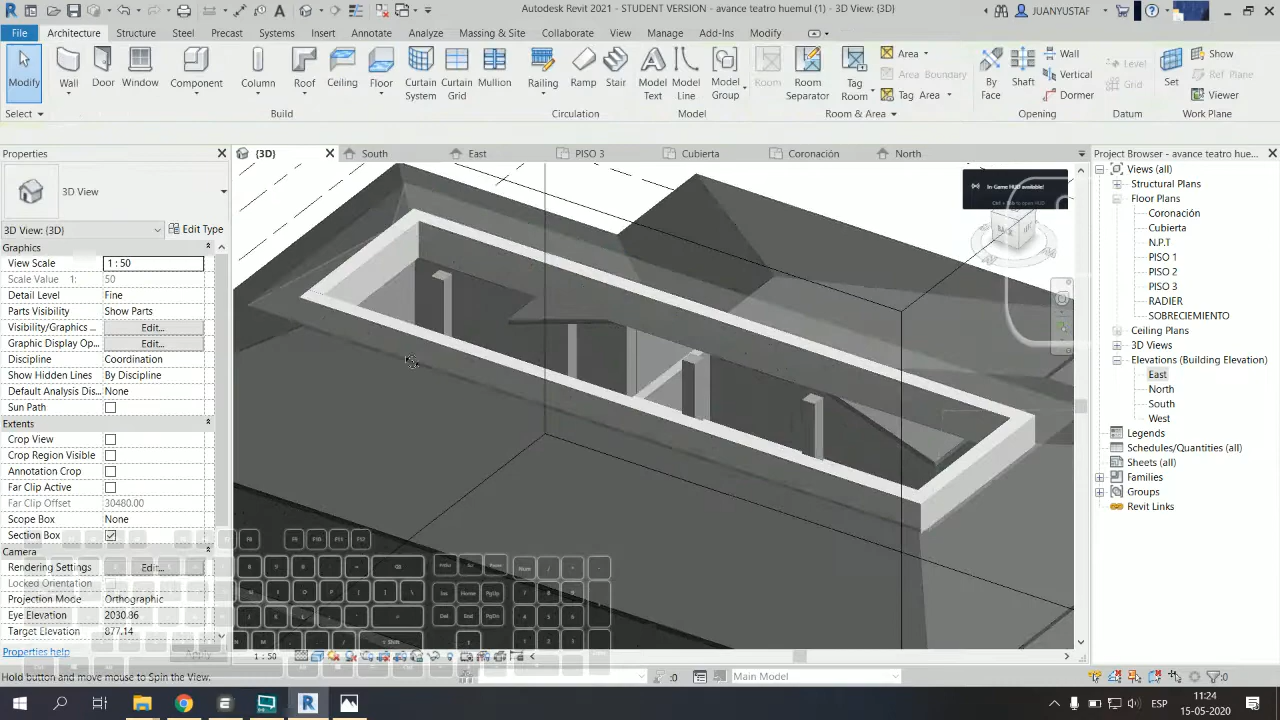 Autodesk Revit 2021 - STUDENT VERSION - avance teatro huemul (1) - 3D View: {3D}
JUANYUSTAF
File Architecture Structure Steel Precast Systems Insert Annotate Analyze Massing & Site Collaborate View Manage Add-Ins Modify
Modify Wall Door Window Component Column Roof Ceiling Floor Curtain System Curtain Grid Mullion Railing Ramp Stair Model Text Model Line Model Group Room Room Separator Tag Room
Area
Area Boundary
Tag Area
By Face
Shaft
Wall
Vertical
Dormer
Level
Grid
Set
Show
Ref Plane
Viewer
Select Build Circulation Model Room & Area Opening Datum Work Plane
Properties
{3D} South East PISO 3 Cubierta Coronación North
Project Browser - avance teatro hue...
3D View
3D View: {3D} Edit Type
Graphics
View Scale 1 : 50
Scale Value 1: 50
Detail Level Fine
Parts Visibility Show Parts
Visibility/Graphics ... Edit...
Graphic Display Op... Edit...
Discipline Coordination
Show Hidden Lines By Discipline
Default Analysis Dis... None
Sun Path
Extents
Crop View
Crop Region Visible
Annotation Crop
Far Clip Active
Far Clip Offset 30480.00
Scope Box None
Section Box
Camera
Rendering Settings Edit...
Locked Orientation
Projection Mode Orthographic
Eye Elevation 2030.86
Target Elevation 877.14
Properties help Apply
In-Game HUD available!
Views (all)
Structural Plans
Floor Plans
Coronación
Cubierta
N.P.T
PISO 1
PISO 2
PISO 3
RADIER
SOBRECIMIENTO
Ceiling Plans
3D Views
Elevations (Building Elevation)
East
North
South
West
Legends
Schedules/Quantities (all)
Sheets (all)
Families
Groups
Revit Links
1 : 50
Hold button and move mouse to Spin the View.
:0
Main Model
:0
ESP
11:24
15-05-2020